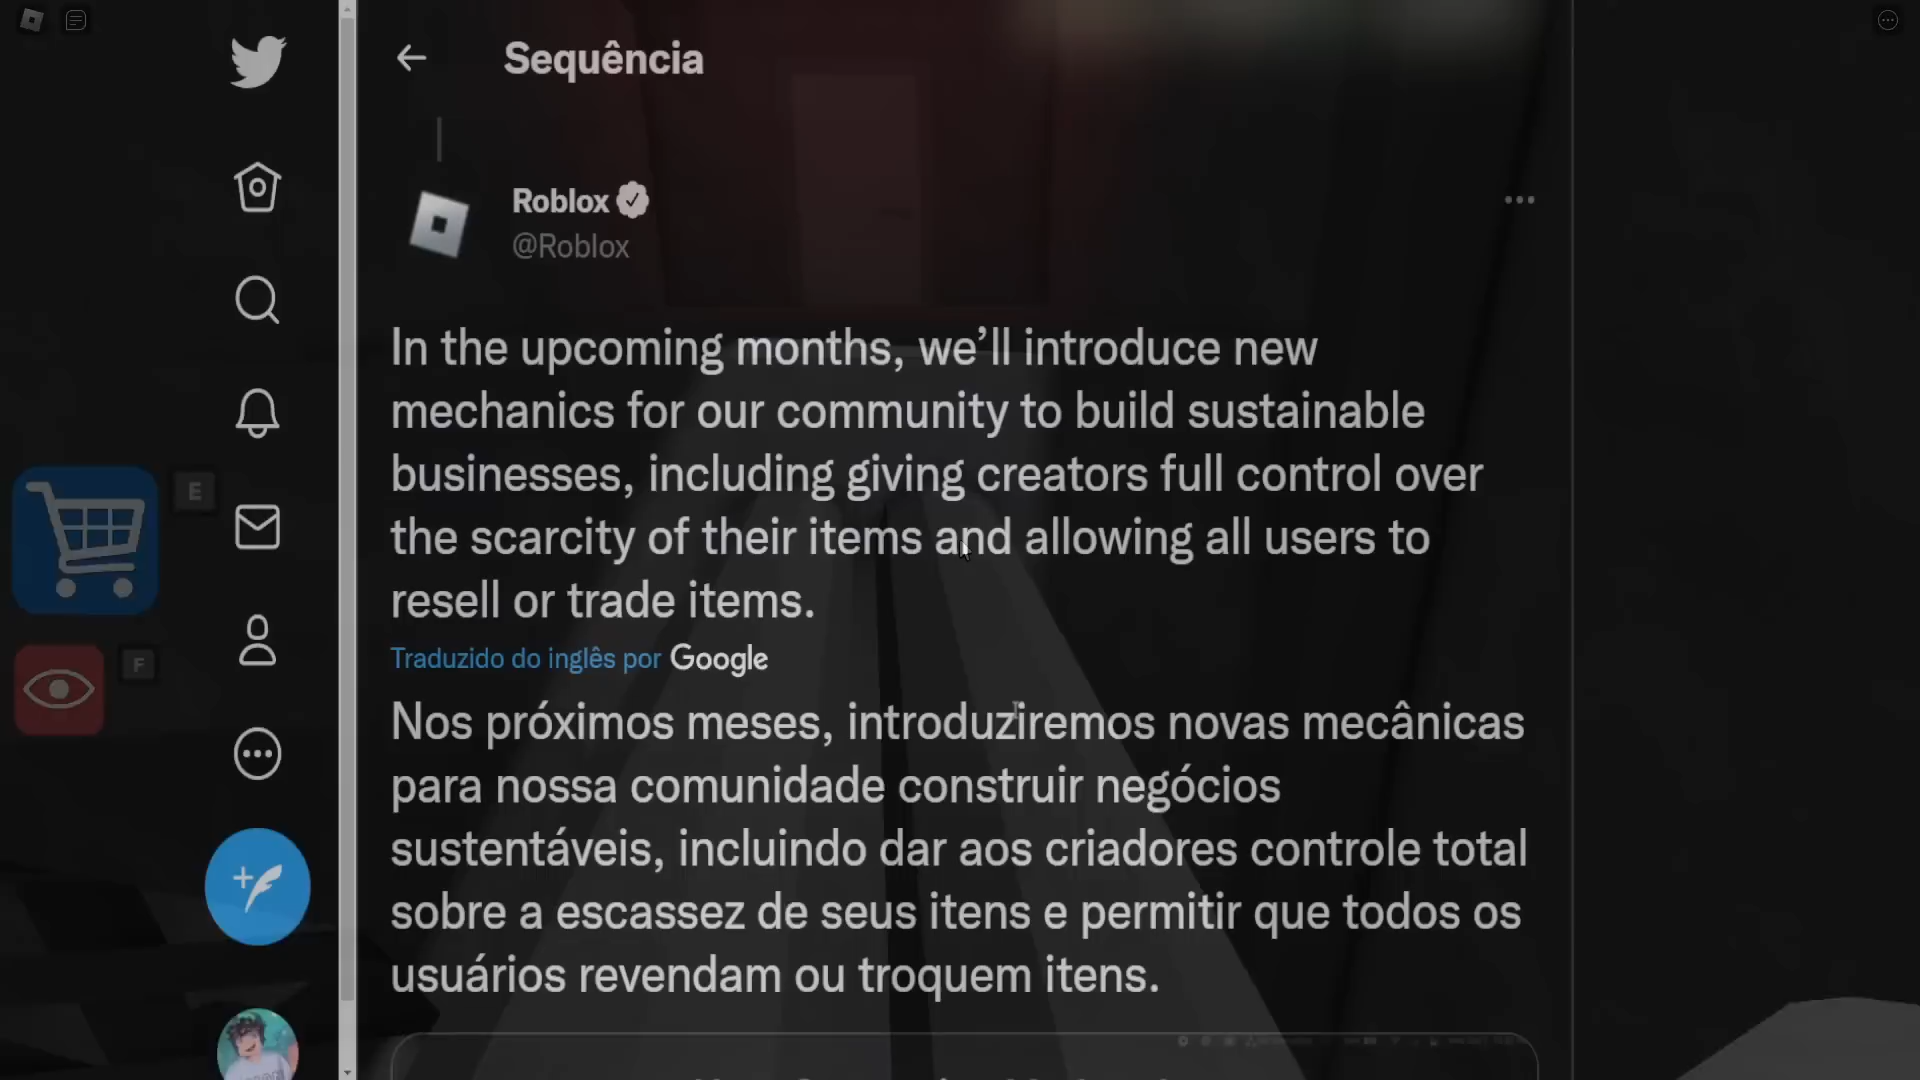 Sequência
Roblox
@Roblox
In the upcoming months, we’ll introduce new
mechanics for our community to build sustainable
businesses, including giving creators full control over
the scarcity of their items and allowing all users to
resell or trade items.
Traduzido do inglês por Google
Nos próximos meses, introduziremos novas mecânicas
para nossa comunidade construir negócios
sustentáveis, incluindo dar aos criadores controle total
sobre a escassez de seus itens e permitir que todos os
usuários revendam ou troquem itens.
E
F